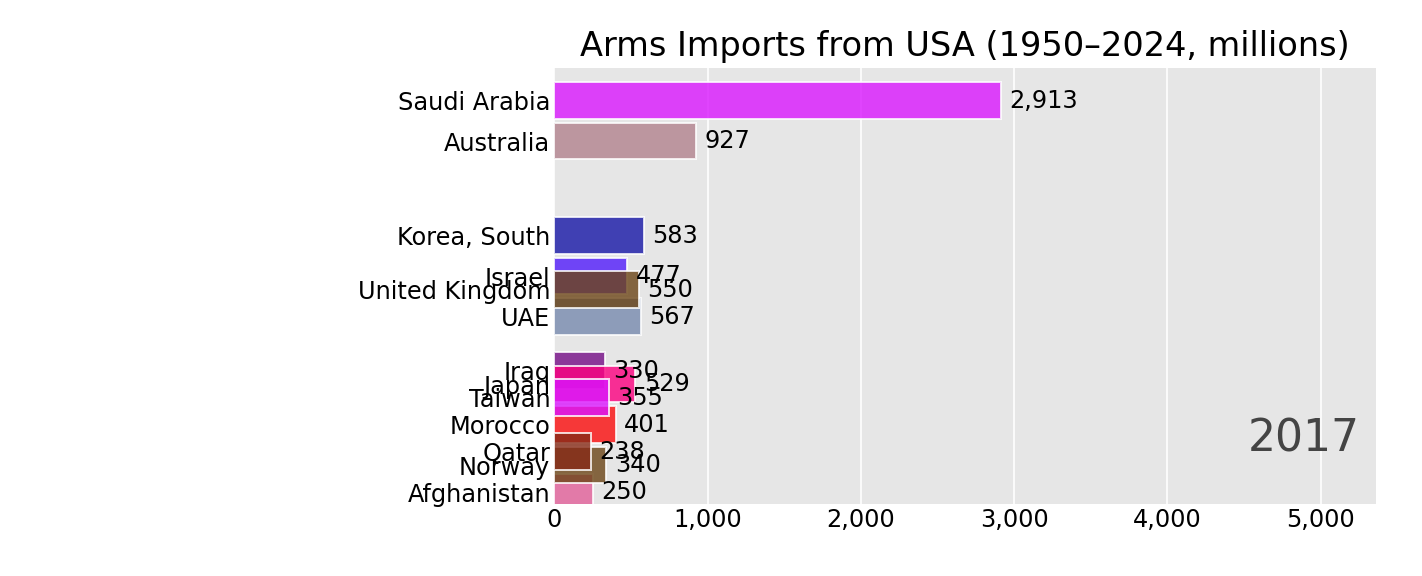 Arms Imports from USA (1950–2024, millions)
Saudi Arabia 2,913
Australia 927
Korea, South 583
Israel 477
United Kingdom 550
UAE 567
Iraq 330
Japan 529
Taiwan 355
Morocco 401
2017
Qatar 238
Norway 340
Afghanistan 250
0 1,000 2,000 3,000 4,000 5,000